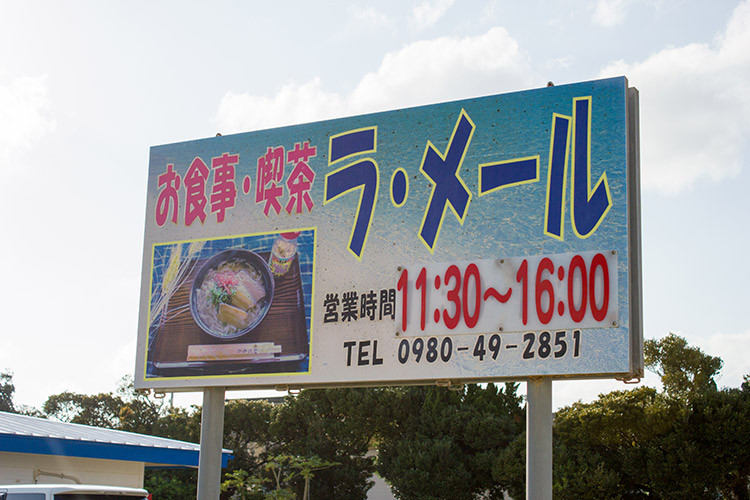 お食事・喫茶 ラ・メール
営業時間 11:30〜16:00
TEL 0980-49-2851